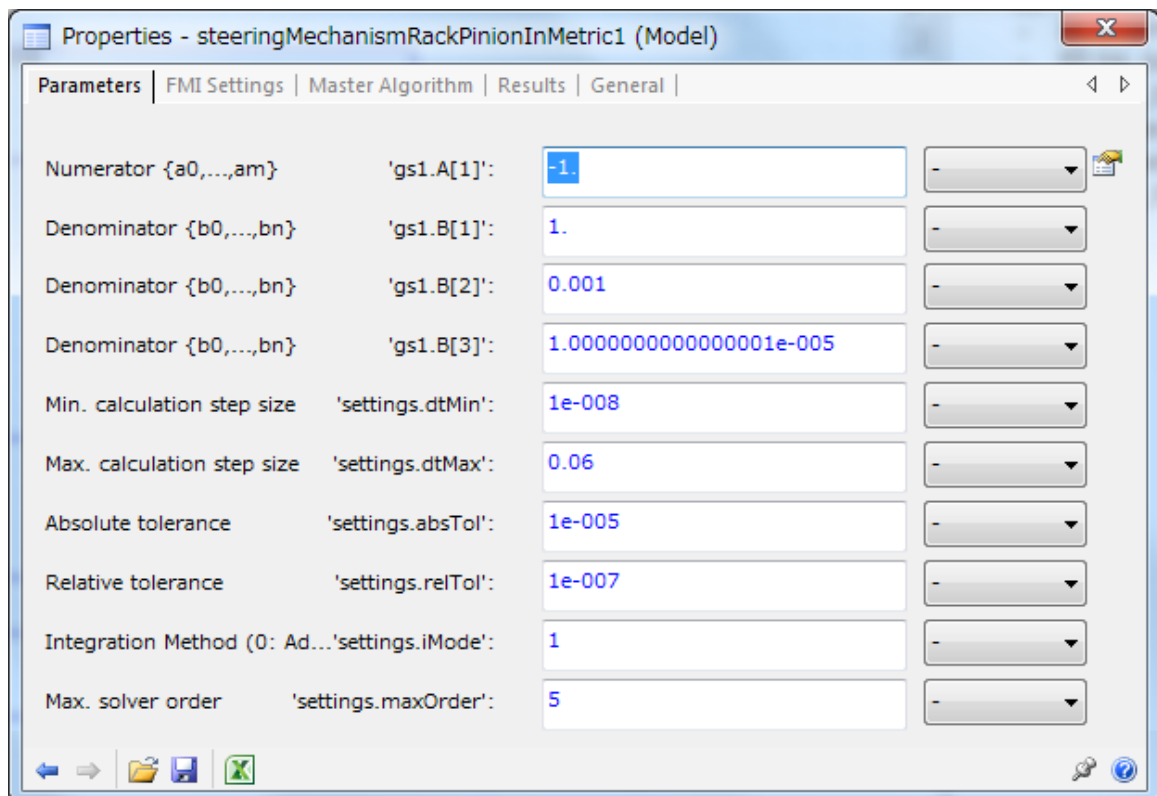 Properties - steeringMechanismRackPinionInMetric1 (Model)
Parameters | FMI Settings | Master Algorithm | Results | General |
Numerator {a0,...,am} 'gs1.A[1]': -1. -
Denominator {b0,...,bn} 'gs1.B[1]': 1. -
Denominator {b0,...,bn} 'gs1.B[2]': 0.001 -
Denominator {b0,...,bn} 'gs1.B[3]': 1.0000000000000001e-005 -
Min. calculation step size 'settings.dtMin': 1e-008 -
Max. calculation step size 'settings.dtMax': 0.06 -
Absolute tolerance 'settings.absTol': 1e-005 -
Relative tolerance 'settings.relTol': 1e-007 -
Integration Method (0: Ad...'settings.iMode': 1 -
Max. solver order 'settings.maxOrder': 5 -